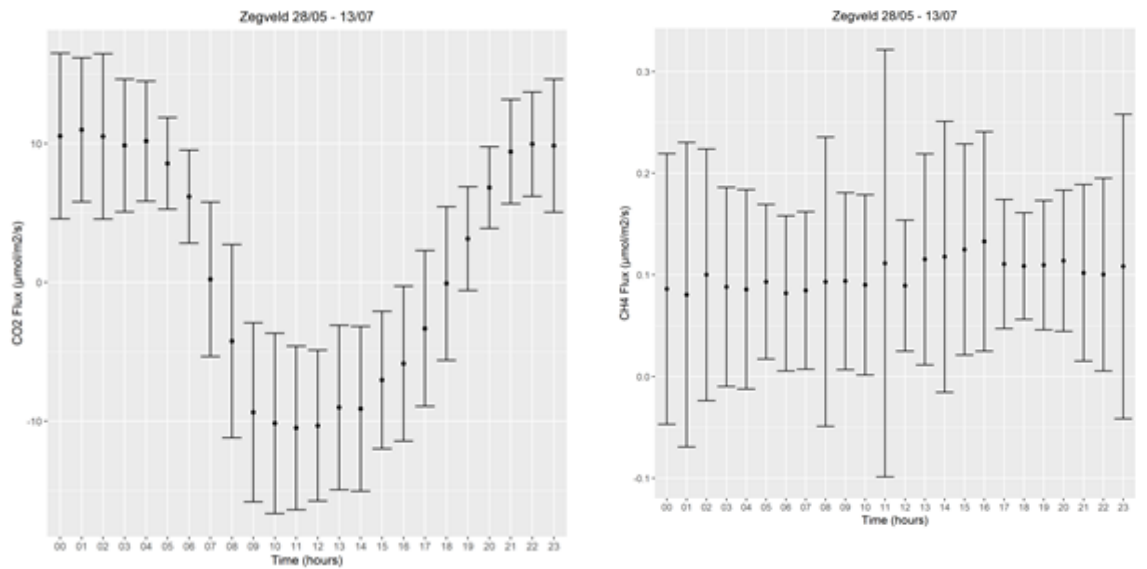 Zegveld 28/05 - 13/07
CO2 Flux (µmol/m2/s)
10
0
-10
00 01 02 03 04 05 06 07 08 09 10 11 12 13 14 15 16 17 18 19 20 21 22 23
Time (hours)
Zegveld 28/05 - 13/07
CH4 Flux (µmol/m2/s)
0.3
0.2
0.1
0.0
-0.1
00 01 02 03 04 05 06 07 08 09 10 11 12 13 14 15 16 17 18 19 20 21 22 23
Time (hours)